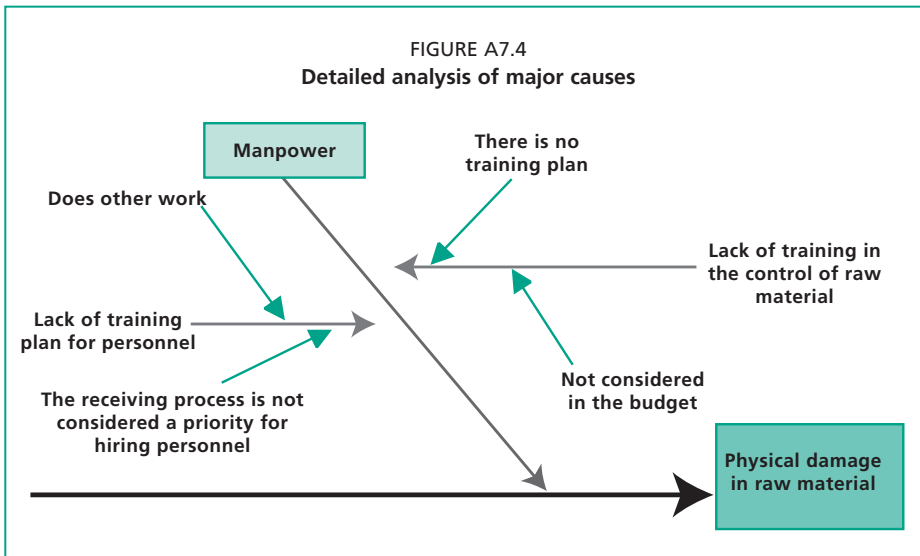 FIGURE A7.4
Detailed analysis of major causes
Manpower
There is no
training plan
Does other work
Lack of training in
the control of raw
material
Lack of training
plan for personnel
The receiving process is not
considered a priority for
hiring personnel
Not considered
in the budget
Physical damage
in raw material